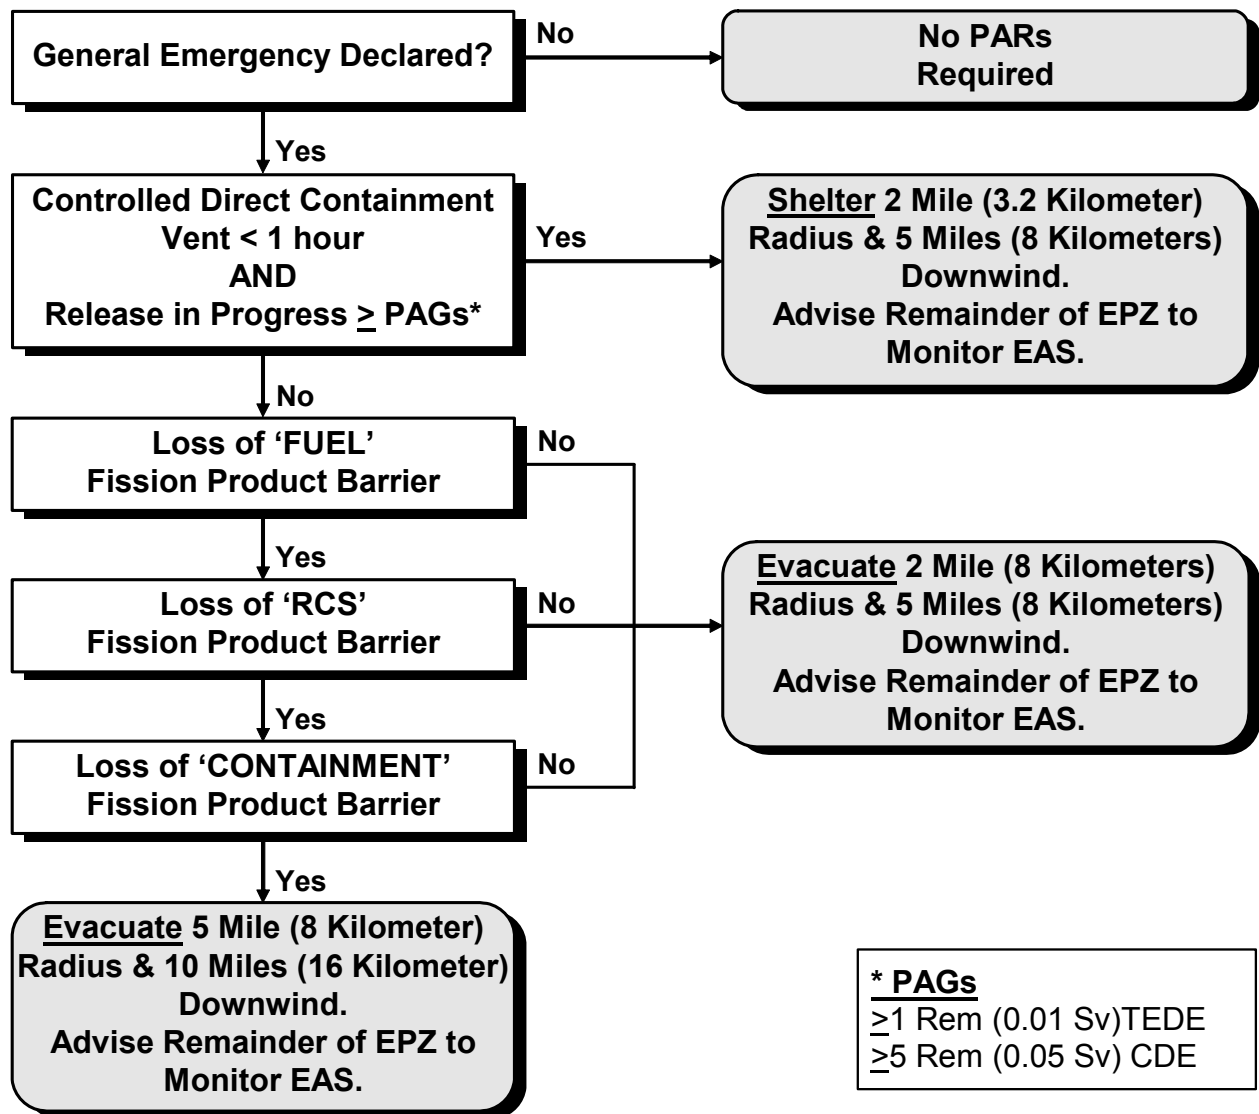 General Emergency Declared?
No
No PARs
Required
Yes
Controlled Direct Containment
Vent < 1 hour
AND
Release in Progress ≥ PAGs*
Yes
Shelter 2 Mile (3.2 Kilometer)
Radius & 5 Miles (8 Kilometers)
Downwind.
Advise Remainder of EPZ to
Monitor EAS.
No
Loss of ‘FUEL’
Fission Product Barrier
No
Yes
Loss of ‘RCS’
Fission Product Barrier
No
Evacuate 2 Mile (8 Kilometers)
Radius & 5 Miles (8 Kilometers)
Downwind.
Advise Remainder of EPZ to
Monitor EAS.
Yes
Loss of ‘CONTAINMENT’
Fission Product Barrier
No
Yes
Evacuate 5 Mile (8 Kilometer)
Radius & 10 Miles (16 Kilometer)
Downwind.
Advise Remainder of EPZ to
Monitor EAS.
* PAGs
≥1 Rem (0.01 Sv)TEDE
≥5 Rem (0.05 Sv) CDE